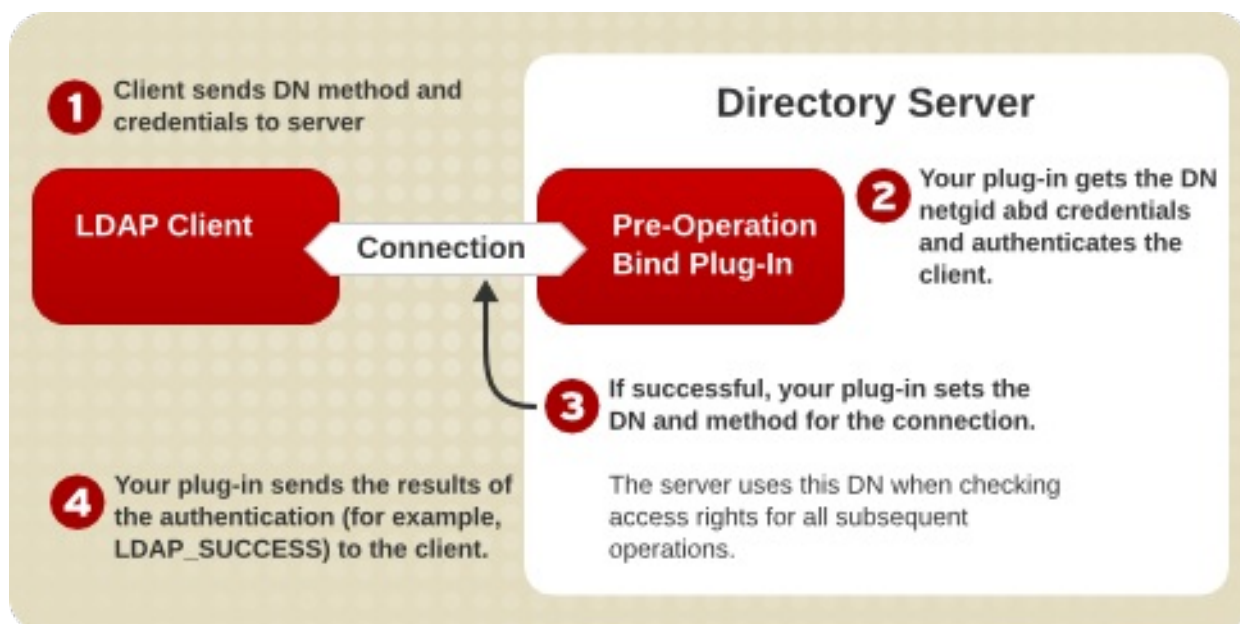 1
Client sends DN method and
credentials to server
Directory Server
LDAP Client
Connection
Pre-Operation
Bind Plug-In
2
Your plug-in gets the DN
netgid abd credentials
and authenticates the
client.
3
If successful, your plug-in sets the
DN and method for the connection.
The server uses this DN when checking
access rights for all subsequent
operations.
4
Your plug-in sends the results of
the authentication (for example,
LDAP_SUCCESS) to the client.